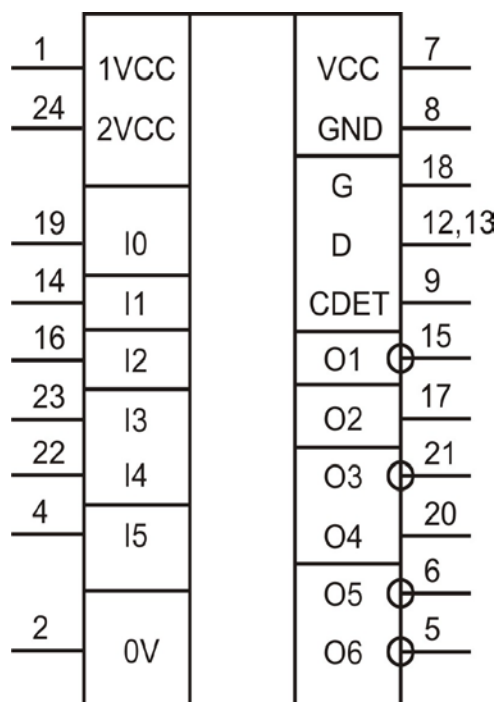 1 1VCC VCC 7
24 2VCC GND 8
G 18
19 I0 D 12,13
14 I1 CDET 9
16 I2 O1 15
23 I3 O2 17
22 I4 O3 21
4 I5 O4 20
O5 6
2 0V O6 5